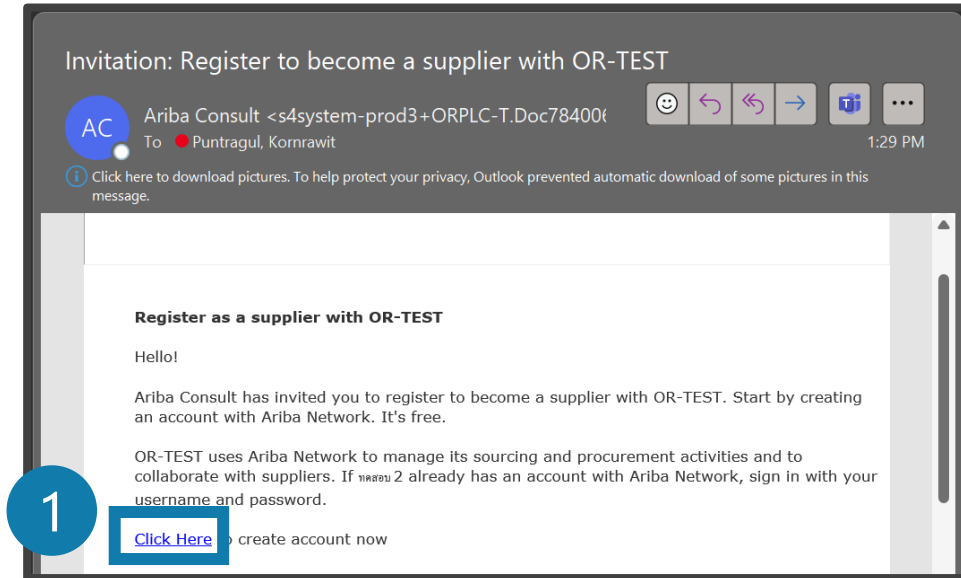 Invitation: Register to become a supplier with OR-TEST
AC
Ariba Consult <s4system-prod3+ORPLC-T.Doc784006
To Puntragul, Kornrawit
1:29 PM
Click here to download pictures. To help protect your privacy, Outlook prevented automatic download of some pictures in this
message.
Register as a supplier with OR-TEST
Hello!
Ariba Consult has invited you to register to become a supplier with OR-TEST. Start by creating
an account with Ariba Network. It's free.
OR-TEST uses Ariba Network to manage its sourcing and procurement activities and to
collaborate with suppliers. If ทดสอบ 2 already has an account with Ariba Network, sign in with your
username and password.
1
Click Here create account now